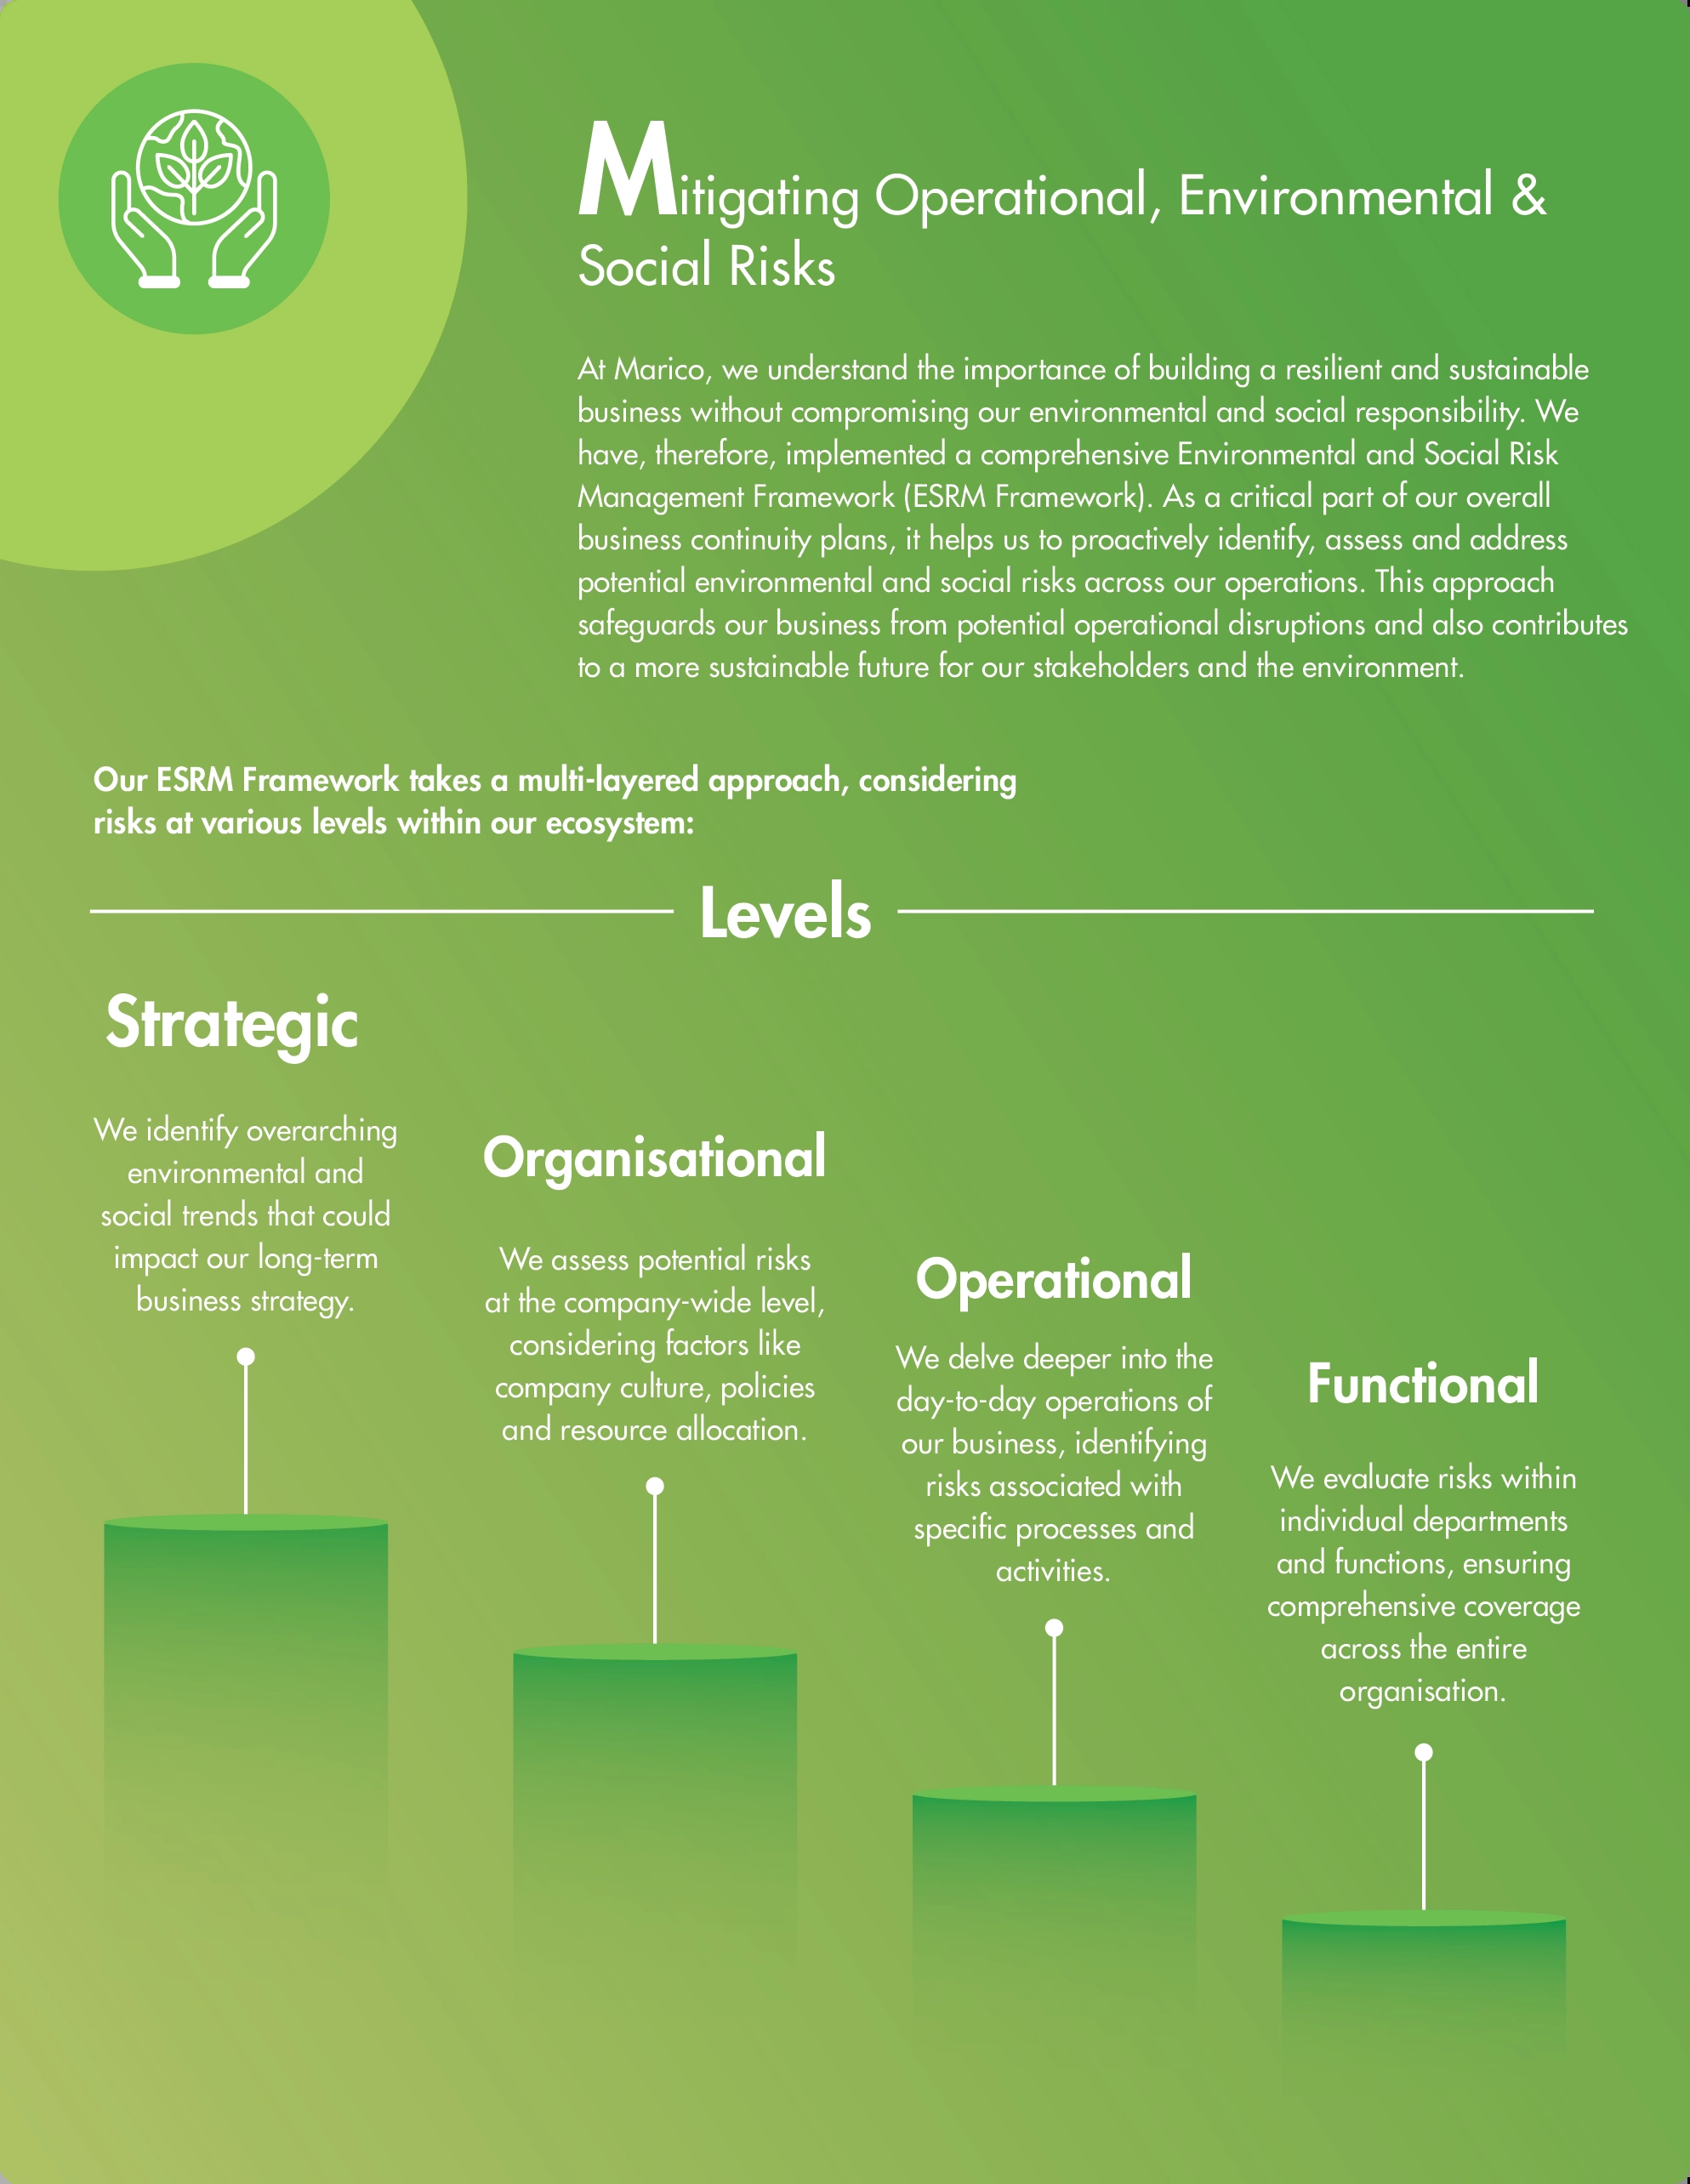 Mitigating Operational, Environmental &
Social Risks
At Marico, we understand the importance of building a resilient and sustainable
business without compromising our environmental and social responsibility. We
have, therefore, implemented a comprehensive Environmental and Social Risk
Management Framework (ESRM Framework). As a critical part of our overall
business continuity plans, it helps us to proactively identify, assess and address
potential environmental and social risks across our operations. This approach
safeguards our business from potential operational disruptions and also contributes
to a more sustainable future for our stakeholders and the environment.
Our ESRM Framework takes a multi-layered approach, considering
risks at various levels within our ecosystem:
Levels
Strategic
We identify overarching
environmental and
social trends that could
impact our long-term
business strategy.
Organisational
We assess potential risks
at the company-wide level,
considering factors like
company culture, policies
and resource allocation.
Operational
We delve deeper into the
day-to-day operations of
our business, identifying
risks associated with
specific processes and
activities.
Functional
We evaluate risks within
individual departments
and functions, ensuring
comprehensive coverage
across the entire
organisation.